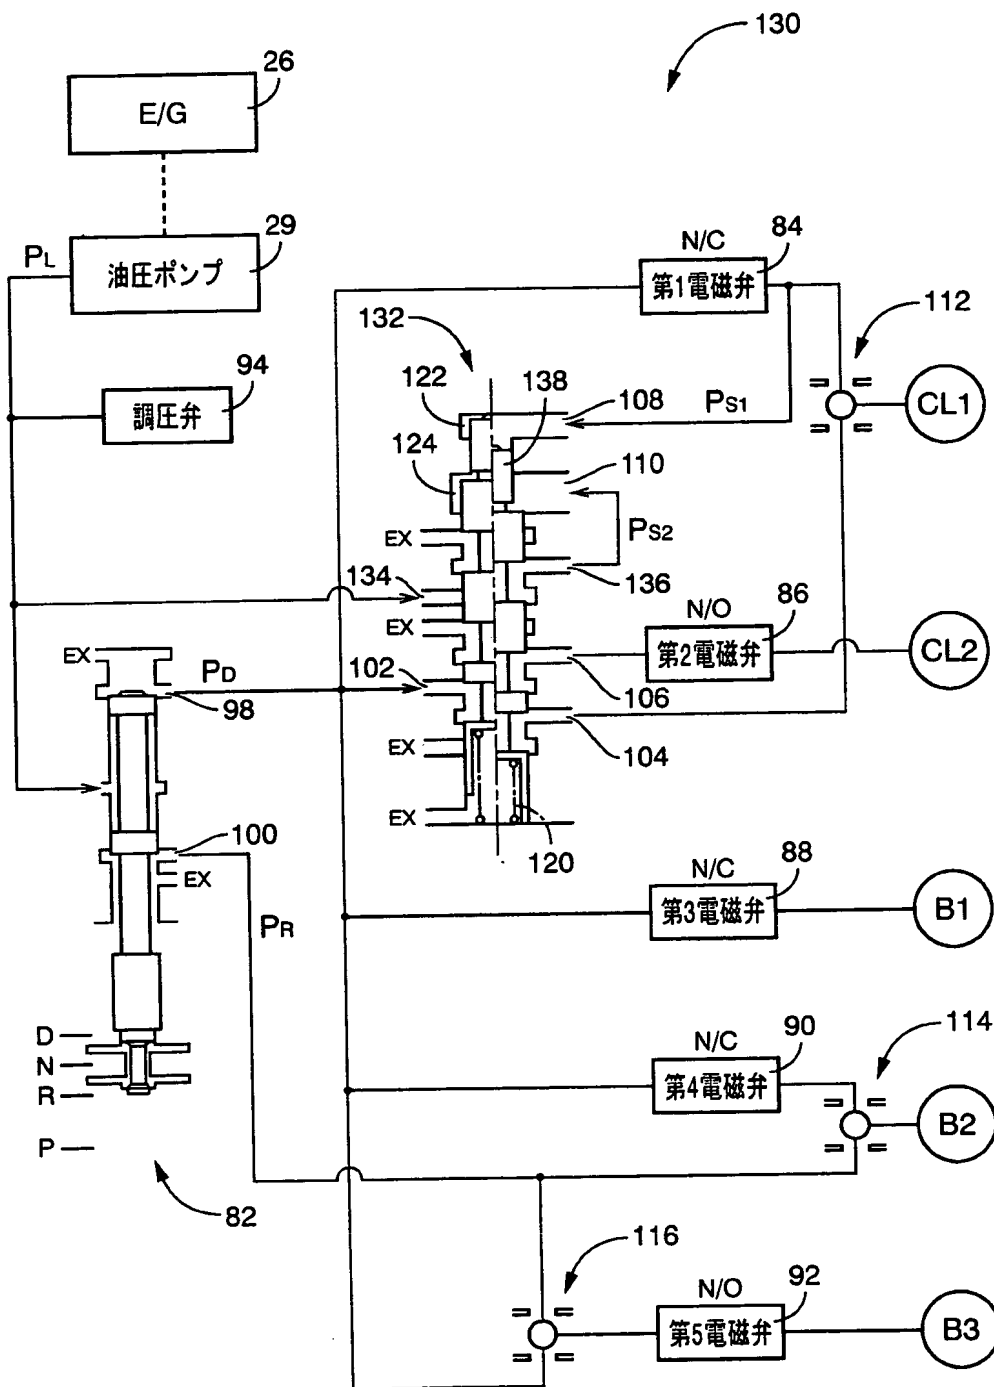 130
26
E/G
29
PL
油圧ポンプ
N/C
84
第1電磁弁
112
132
94
調圧弁
122
138
108
PS1
CL1
124
110
EX
PS2
134
136
N/O
86
EX
第2電磁弁
CL2
EX
PD
102
98
106
104
EX
EX
120
100
EX
N/C
88
第3電磁弁
B1
PR
D
N
R
P
N/C
90
114
第4電磁弁
B2
82
116
N/O
92
第5電磁弁
B3